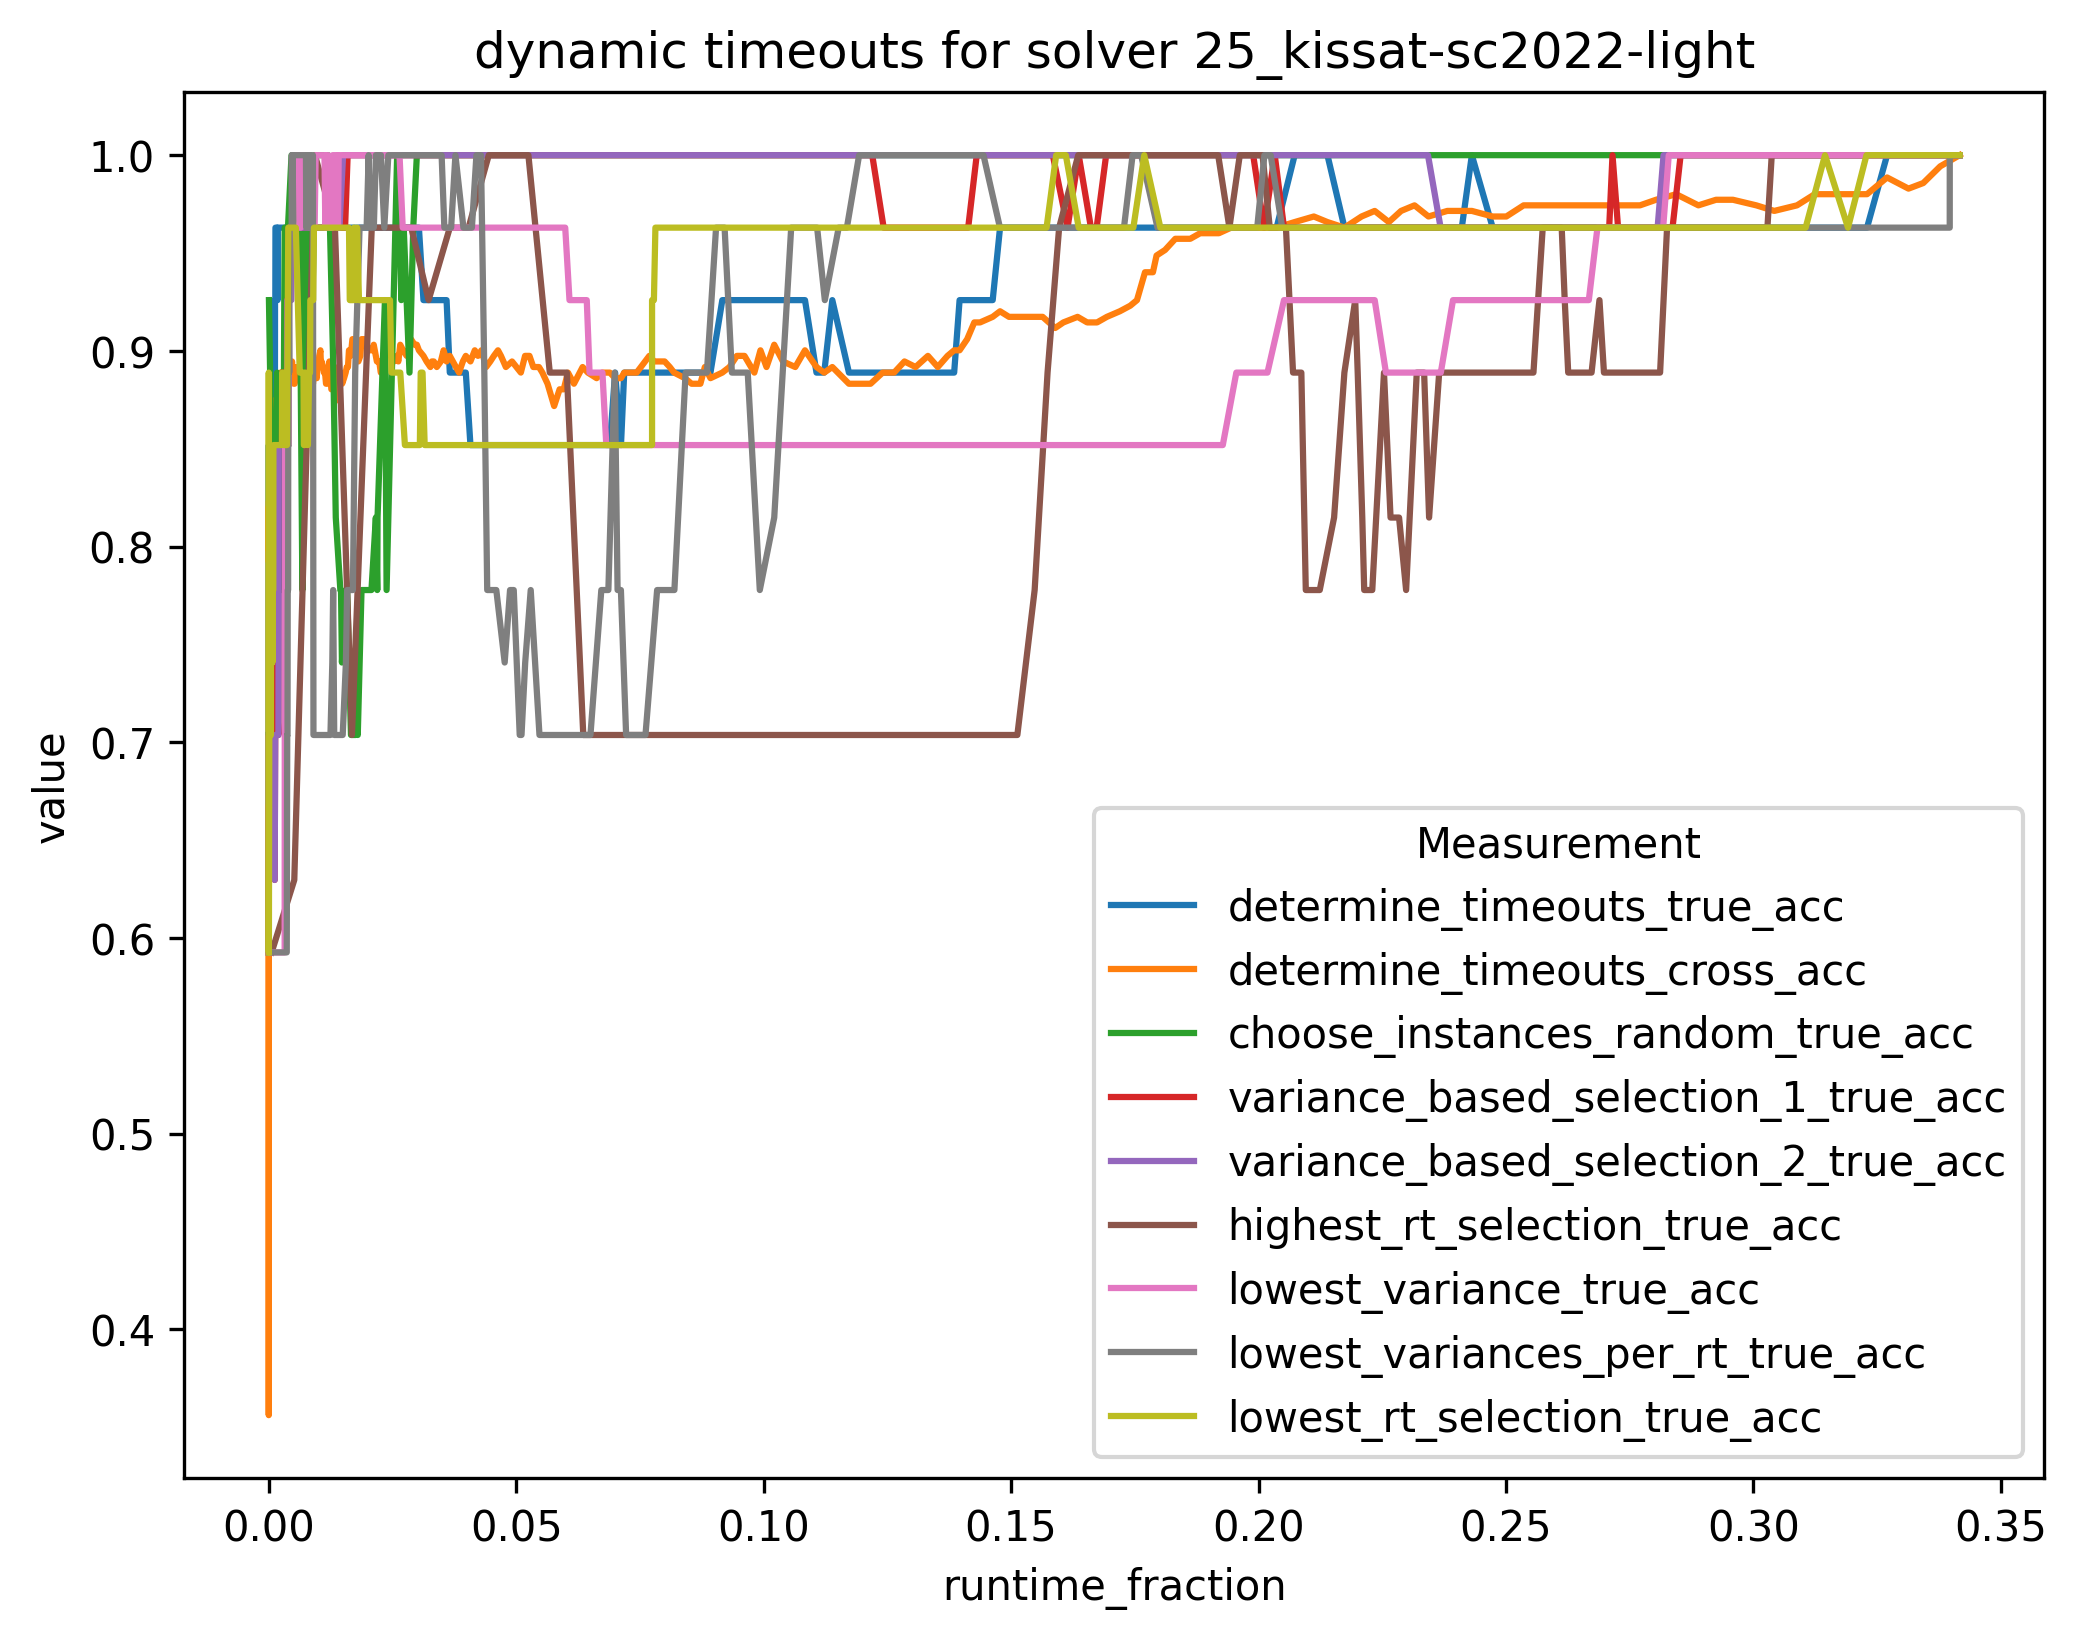 dynamic timeouts for solver 25_kissat-sc2022-light
1.0
0.9
0.8
0.7
0.6
0.5
0.4
value
Measurement
determine_timeouts_true_acc
determine_timeouts_cross_acc
choose_instances_random_true_acc
variance_based_selection_1_true_acc
variance_based_selection_2_true_acc
highest_rt_selection_true_acc
lowest_variance_true_acc
lowest_variances_per_rt_true_acc
lowest_rt_selection_true_acc
0.00 0.05 0.10 0.15 0.20 0.25 0.30 0.35
runtime_fraction